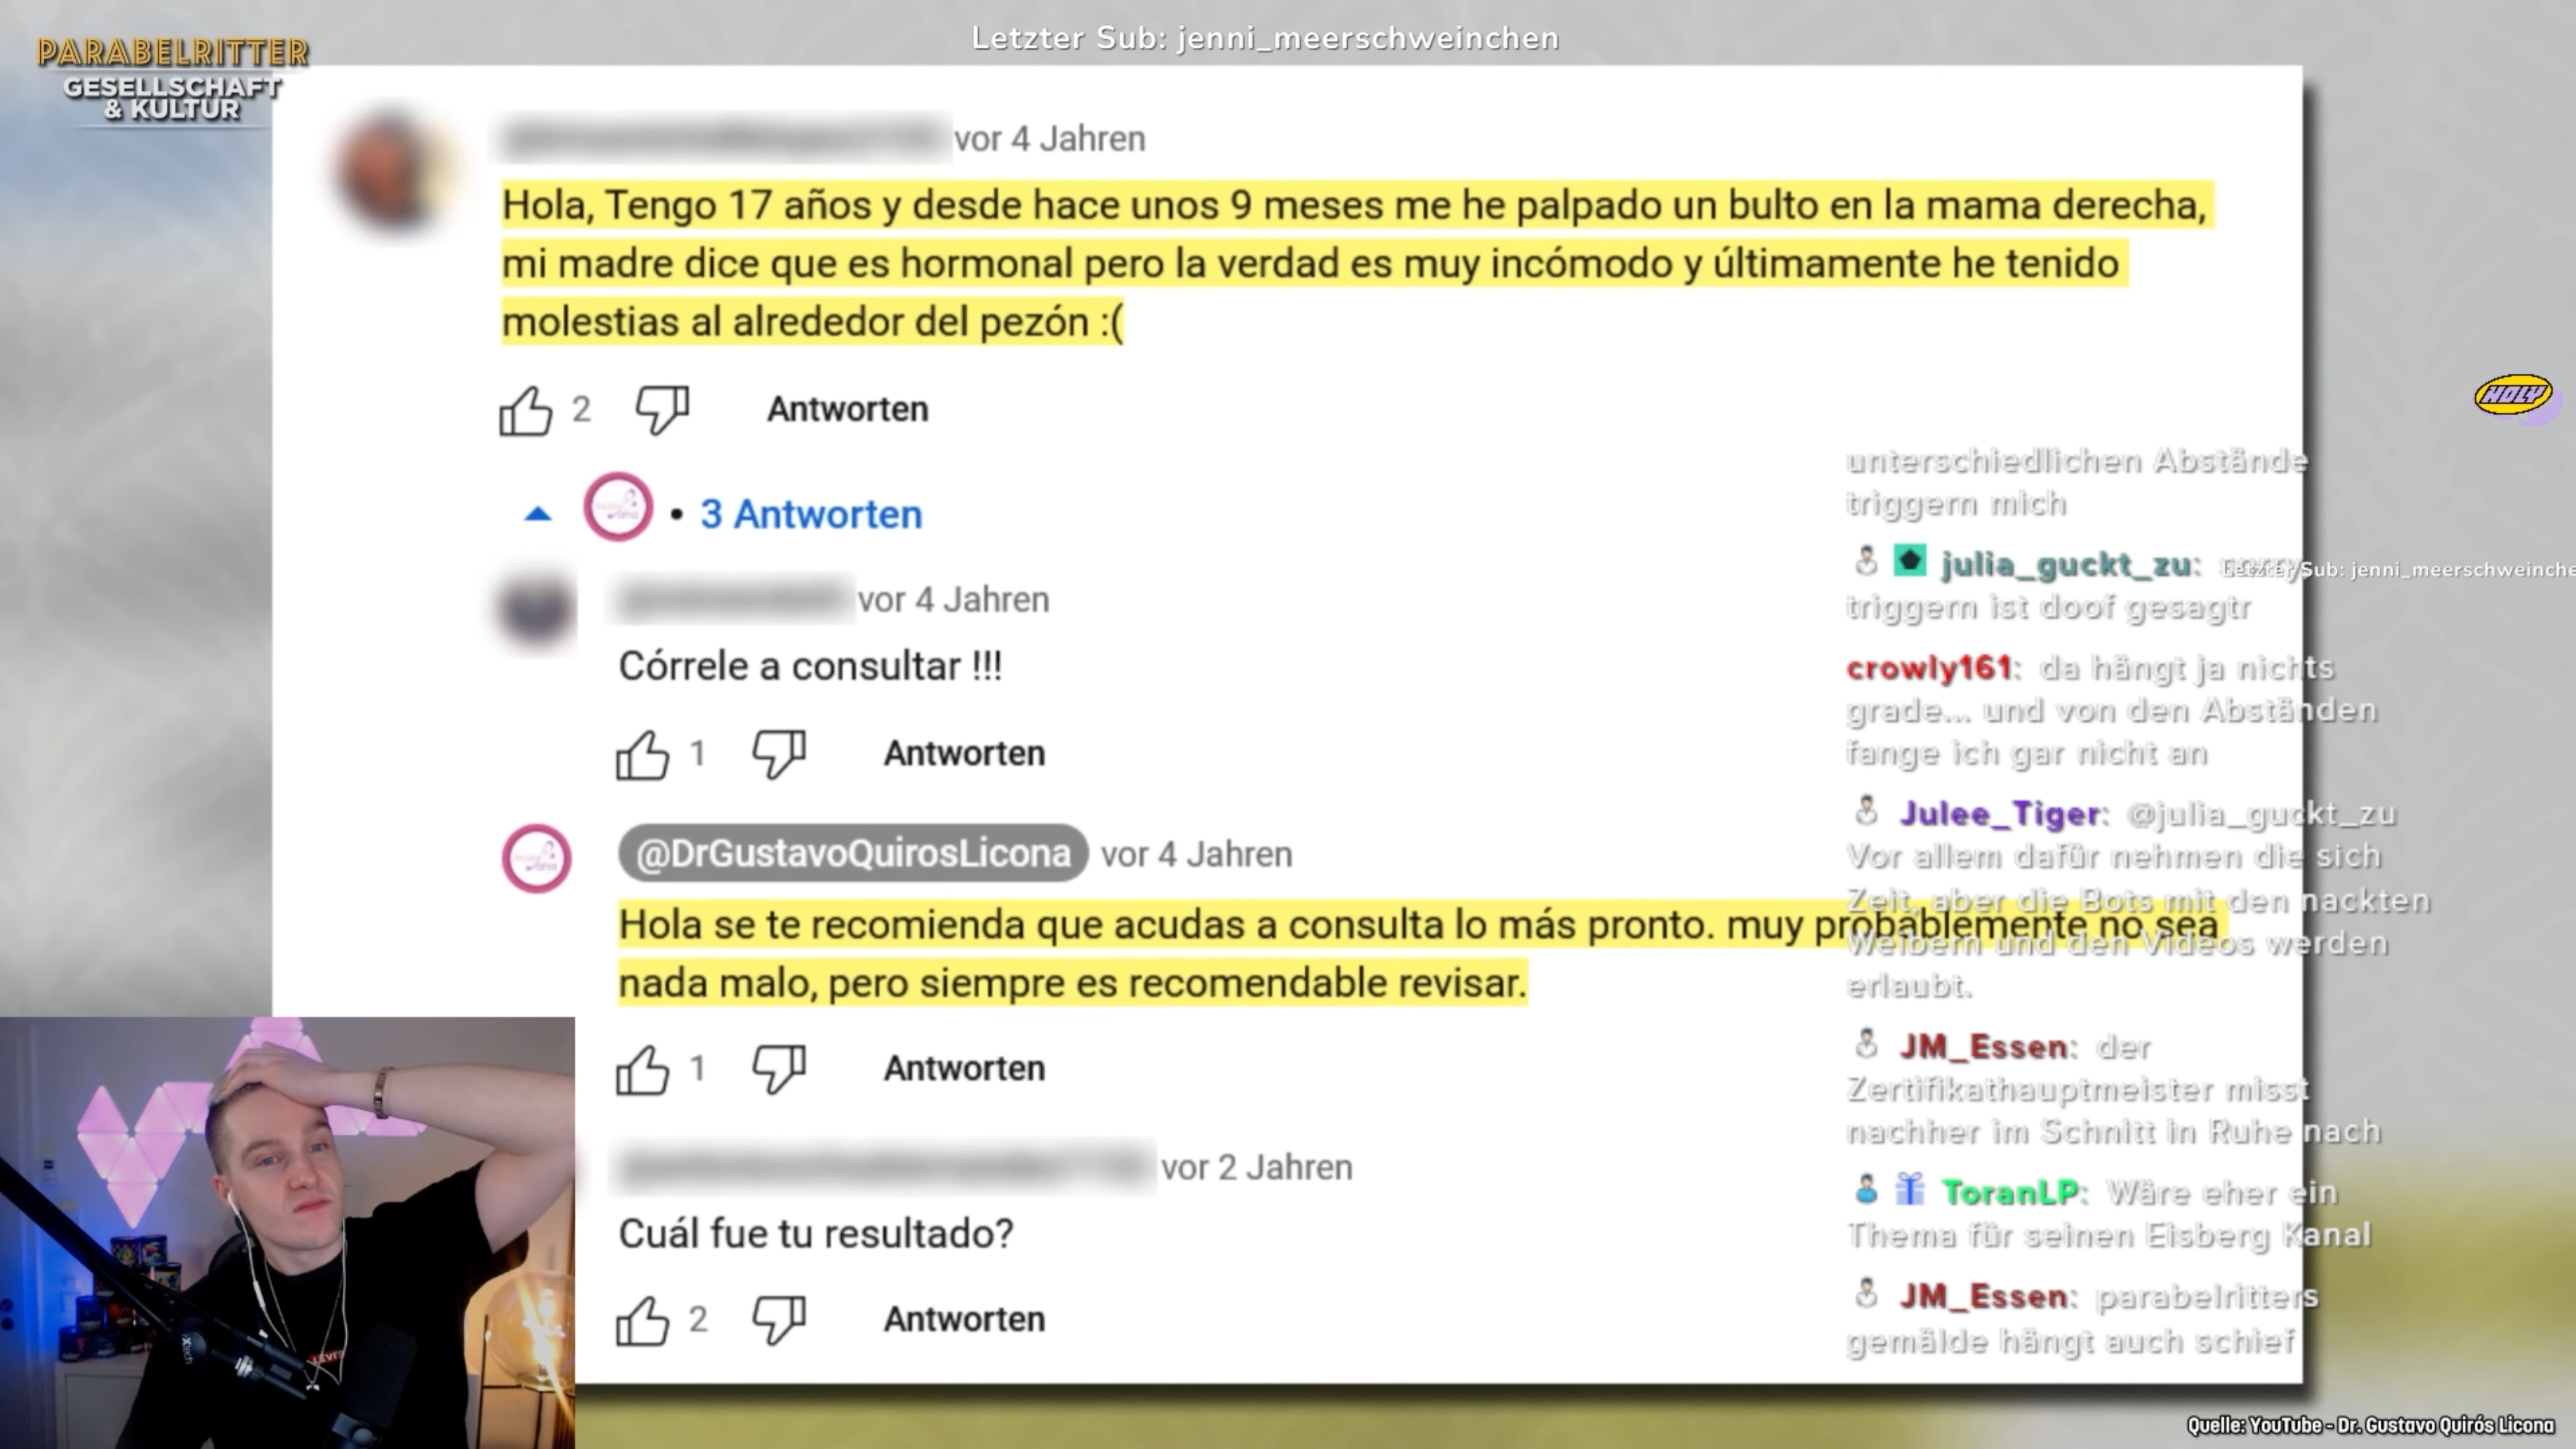 PARABELRITTER
GESELLSCHAFT
& KULTUR
Letzter Sub: jenni_meerschweinchen
vor 4 Jahren
Hola, Tengo 17 años y desde hace unos 9 meses me he palpado un bulto en la mama derecha,
mi madre dice que es hormonal pero la verdad es muy incómodo y últimamente he tenido
molestias al alrededor del pezón :(
2 Antworten
3 Antworten
vor 4 Jahren
Córrele a consultar !!!
1 Antworten
@DrGustavoQuirosLicona vor 4 Jahren
Hola se te recomienda que acudas a consulta lo más pronto. muy probablemente no sea
nada malo, pero siempre es recomendable revisar.
1 Antworten
vor 2 Jahren
Cuál fue tu resultado?
2 Antworten
HOLY
unterschiedlichen Abstände
triggern mich
julia_guckt_zu:
Letzter Sub: jenni_meerschweinche
triggern ist doof gesagtr
crowly161: da hängt ja nichts
grade... und von den Abständen
fange ich gar nicht an
Julee_Tiger: @julia_guckt_zu
Vor allem dafür nehmen die sich
Zeit, aber die Bots mit den nackten
Weibern und den Videos werden
erlaubt.
JM_Essen: der
Zertifikathauptmeister misst
nachher im Schnitt in Ruhe nach
ToranLP: Wäre eher ein
Thema für seinen Eisberg Kanal
JM_Essen: parabelritters
gemälde hängt auch schief
Quelle: YouTube - Dr. Gustavo Quirós Licona